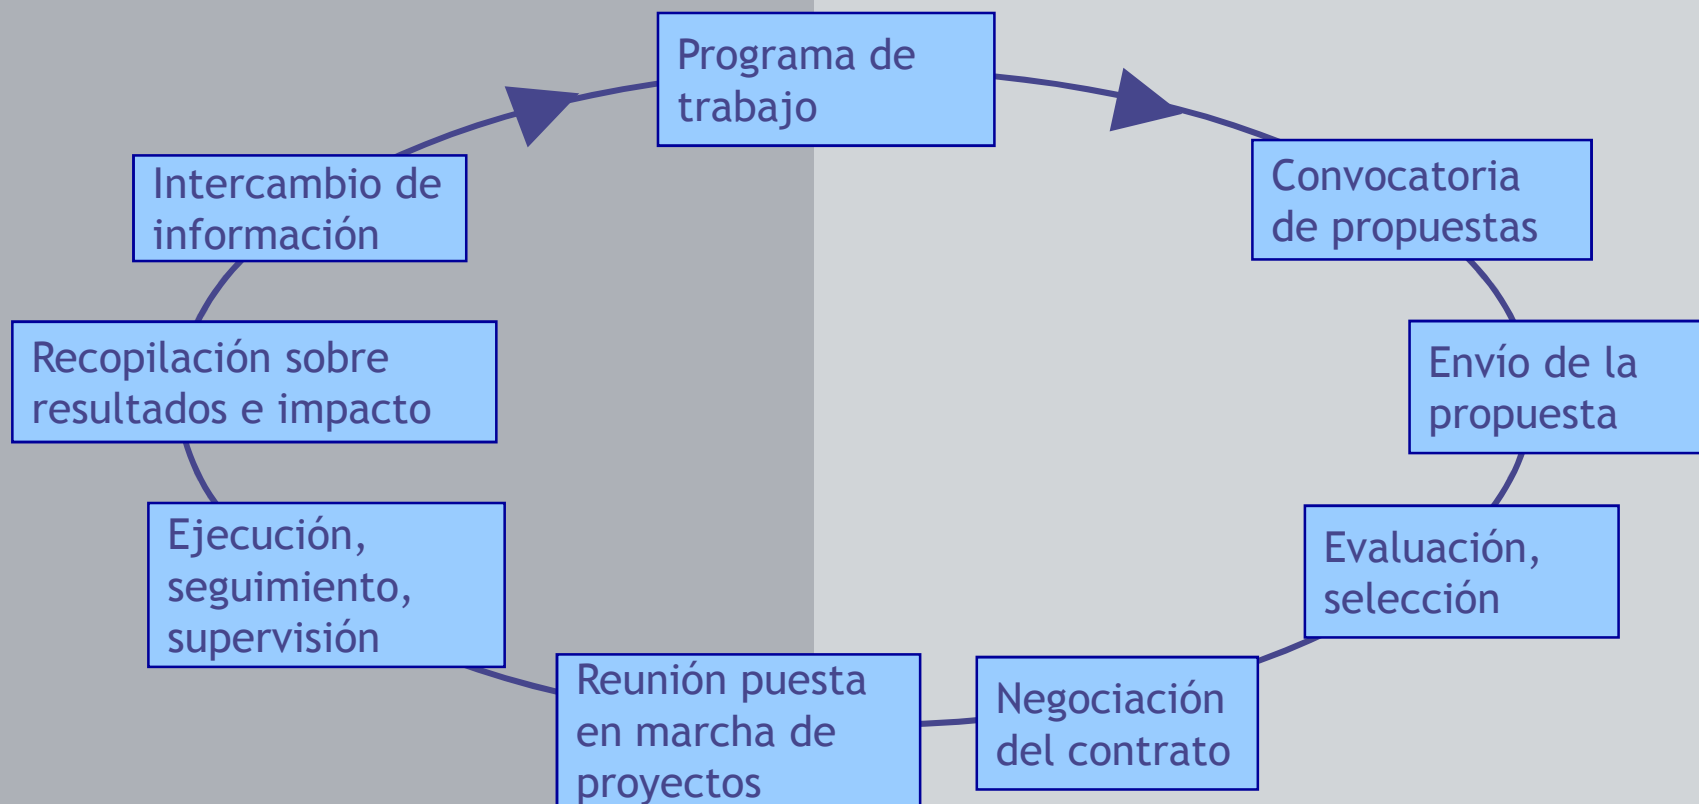 Programa de
trabajo
Convocatoria
de propuestas
Envío de la
propuesta
Evaluación,
selección
Negociación
del contrato
Reunión puesta
en marcha de
proyectos
Ejecución,
seguimiento,
supervisión
Recopilación sobre
resultados e impacto
Intercambio de
información